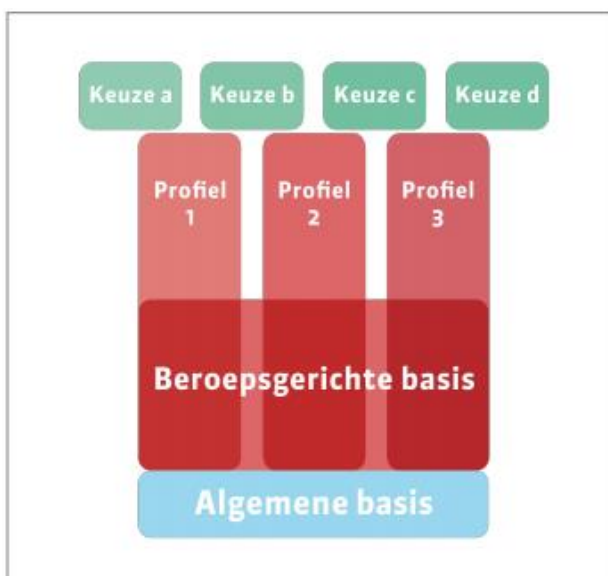 Keuze a
Keuze b
Keuze c
Keuze d
Profiel
1
Profiel
2
Profiel
3
Beroepsgerichte basis
Algemene basis